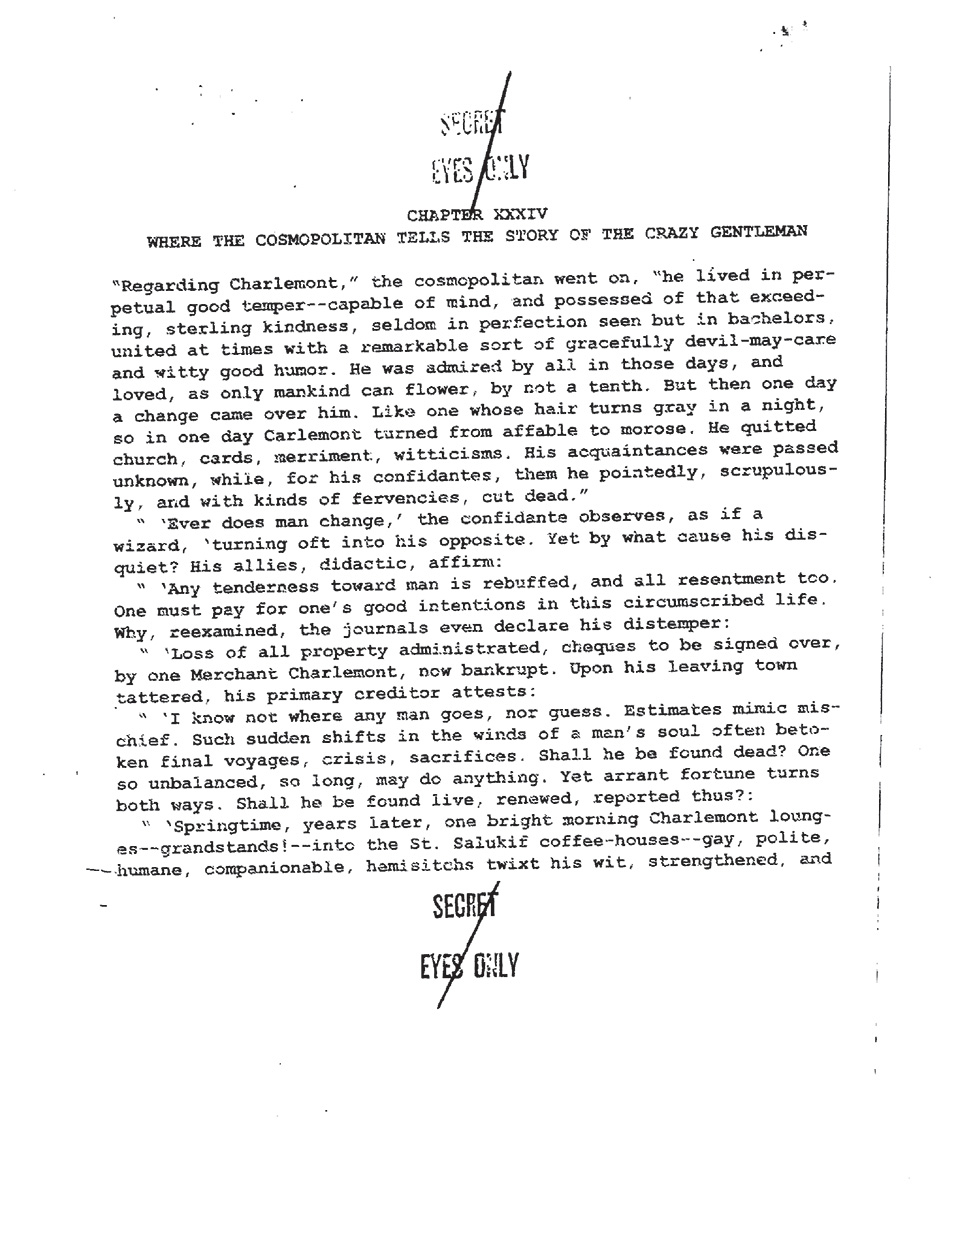 SECRET
EYES ONLY
CHAPTER XXXIV
WHERE THE COSMOPOLITAN TELLS THE STORY OF THE CRAZY GENTLEMAN
"Regarding Charlemont," the cosmopolitan went on, "he lived in per-
petual good temper--capable of mind, and possessed of that exceed-
ing, sterling kindness, seldom in perfection seen but in bachelors,
united at times with a remarkable sort of gracefully devil-may-care
and witty good humor. He was admired by all in those days, and
loved, as only mankind can flower, by not a tenth. But then one day
a change came over him. Like one whose hair turns gray in a night,
so in one day Carlemont turned from affable to morose. He quitted
church, cards, merriment, witticisms. His acquaintances were passed
unknown, while, for his confidantes, them he pointedly, scrupulous-
ly, and with kinds of fervencies, cut dead."
" 'Ever does man change,' the confidante observes, as if a
wizard, 'turning oft into his opposite. Yet by what cause his dis-
quiet? His allies, didactic, affirm:
" 'Any tenderness toward man is rebuffed, and all resentment too.
One must pay for one's good intentions in this circumscribed life.
Why, reexamined, the journals even declare his distemper:
" 'Loss of all property administrated, cheques to be signed over,
by one Merchant Charlemont, now bankrupt. Upon his leaving town
tattered, his primary creditor attests:
" 'I know not where any man goes, nor guess. Estimates mimic mis-
chief. Such sudden shifts in the winds of a man's soul often beto-
ken final voyages, crisis, sacrifices. Shall he be found dead? One
so unbalanced, so long, may do anything. Yet arrant fortune turns
both ways. Shall he be found live, renewed, reported thus?:
" 'Springtime, years later, one bright morning Charlemont loung-
es--grandstands!--into the St. Salukif coffee-houses--gay, polite,
humane, companionable, hemisitchs twixt his wit, strengthened, and
SECRET
EYES ONLY